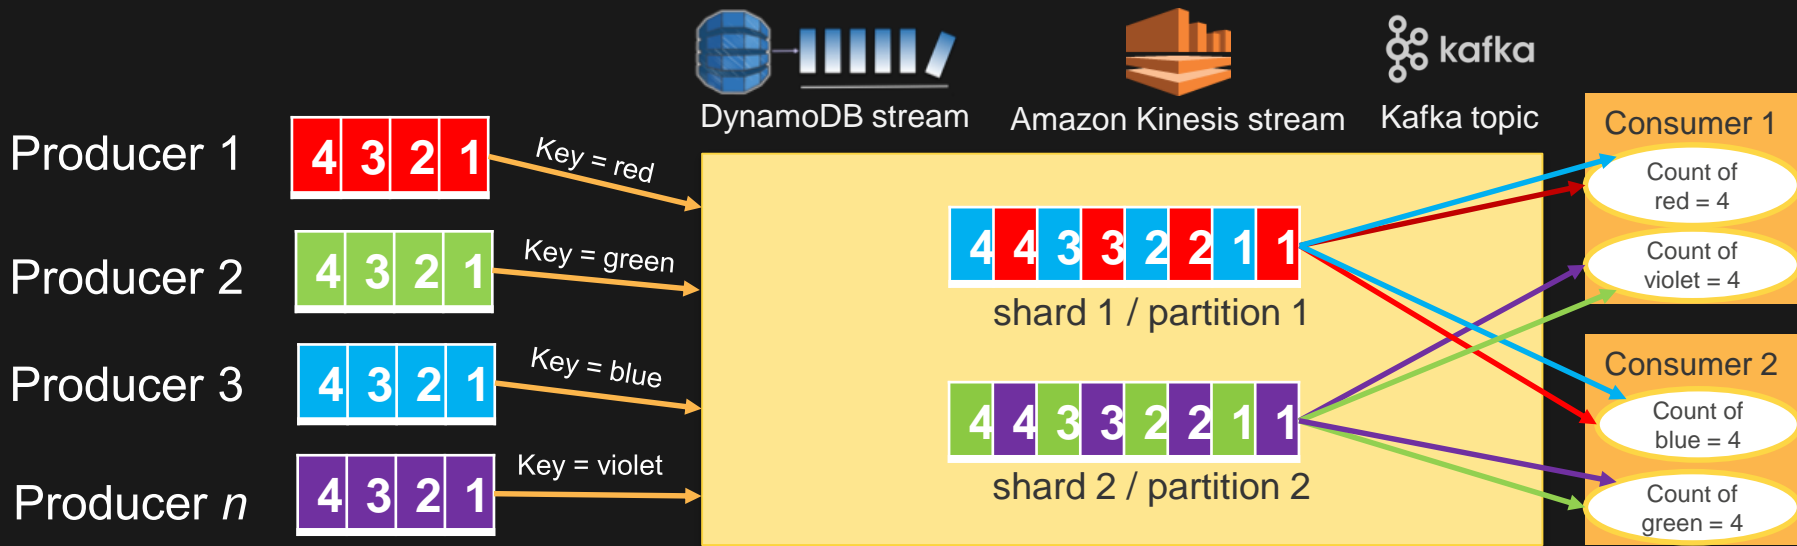 kafka
DynamoDB stream
Amazon Kinesis stream
Kafka topic
Producer 1
4 3 2 1
Key = red
Producer 2
4 3 2 1
Key = green
Producer 3
4 3 2 1
Key = blue
Producer n
4 3 2 1
Key = violet
4 4 3 3 2 2 1 1
shard 1 / partition 1
4 4 3 3 2 2 1 1
shard 2 / partition 2
Consumer 1
Count of
red = 4
Count of
violet = 4
Consumer 2
Count of
blue = 4
Count of
green = 4